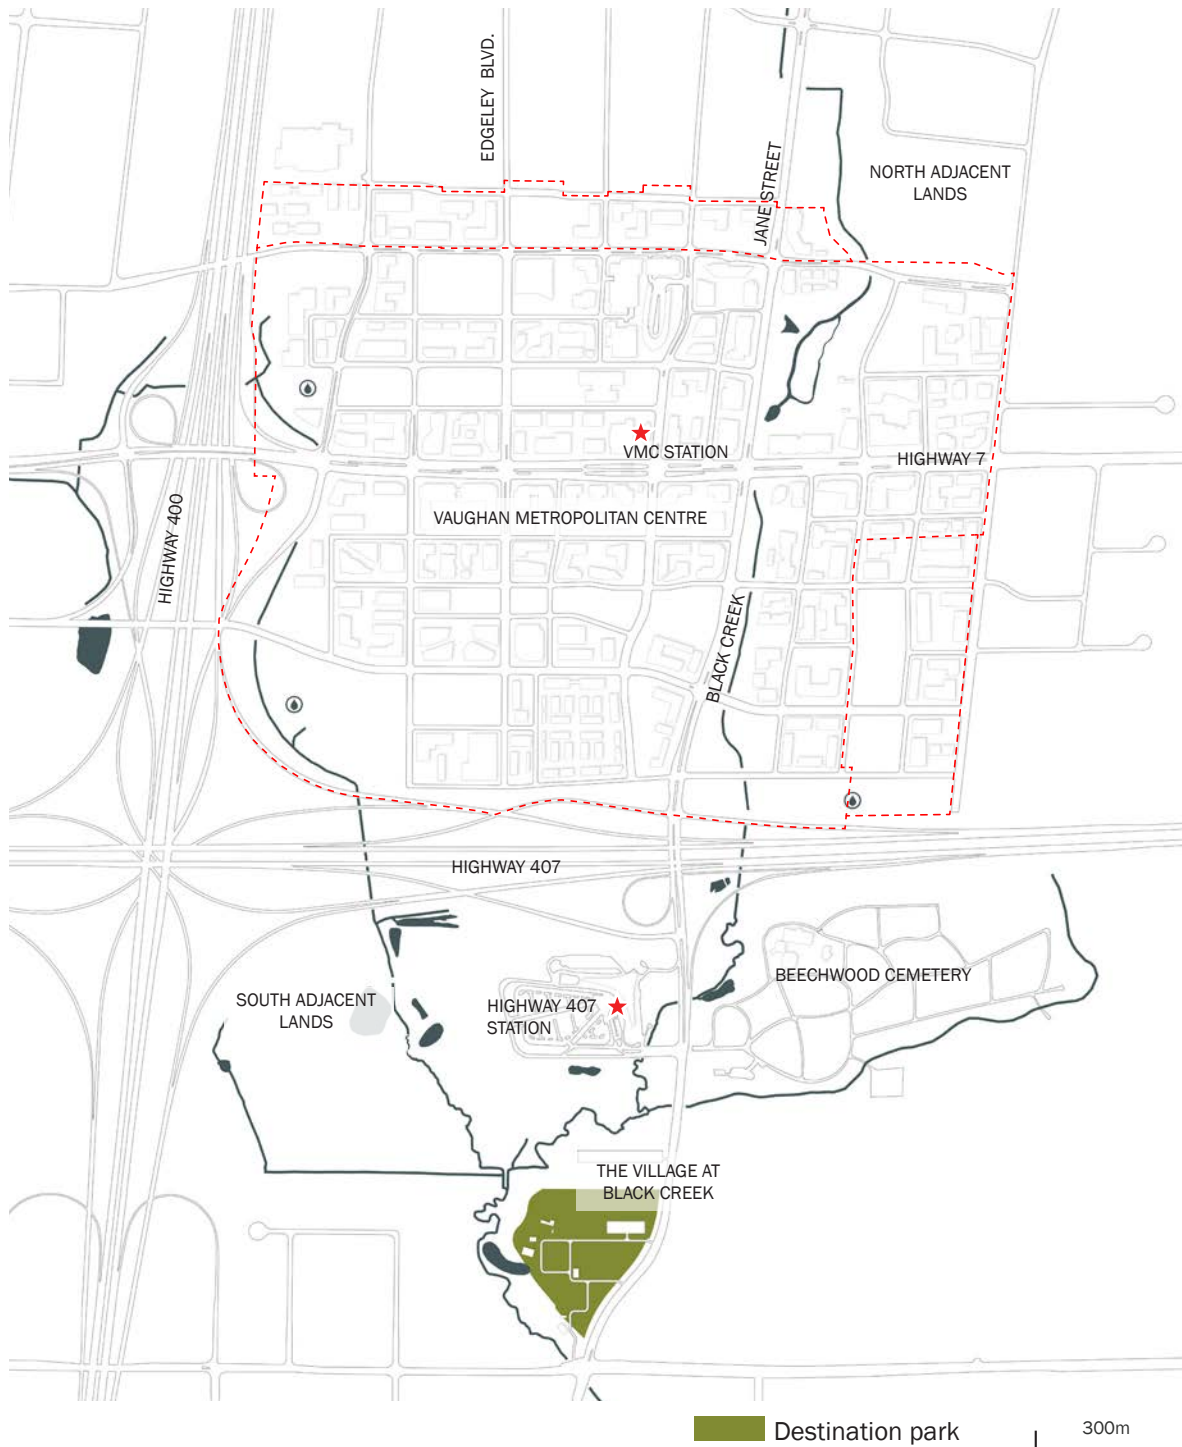 EDGELEY BLVD.
JANE STREET
NORTH ADJACENT
LANDS
VMC STATION
HIGHWAY 7
HIGHWAY 400
VAUGHAN METROPOLITAN CENTRE
BLACK CREEK
HIGHWAY 407
BEECHWOOD CEMETERY
SOUTH ADJACENT
LANDS
HIGHWAY 407
STATION
THE VILLAGE AT
BLACK CREEK
Destination park
300m